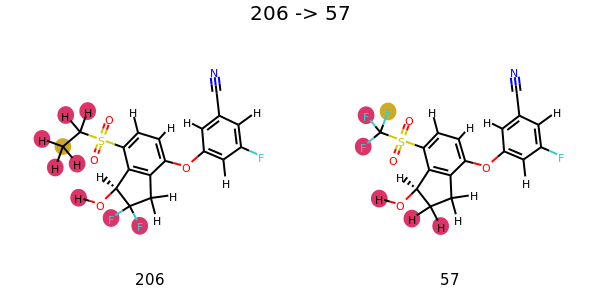 206 -> 57
N N
H H H H H H H F H H
H H S O O H F F S O O H
H H H O O F F H O O F
H H H H H H
H O F F H O H H
206 57